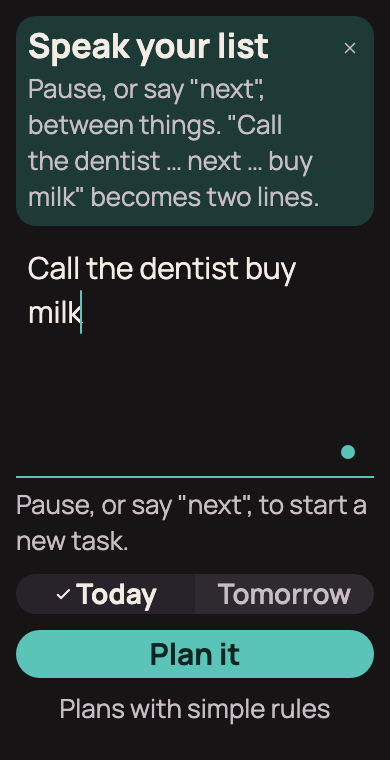 Speak your list
Pause, or say "next",
between things. "Call
the dentist ... next ... buy
milk" becomes two lines.
Call the dentist buy
milk
Pause, or say "next", to start a
new task.
Today
Tomorrow
Plan it
Plans with simple rules